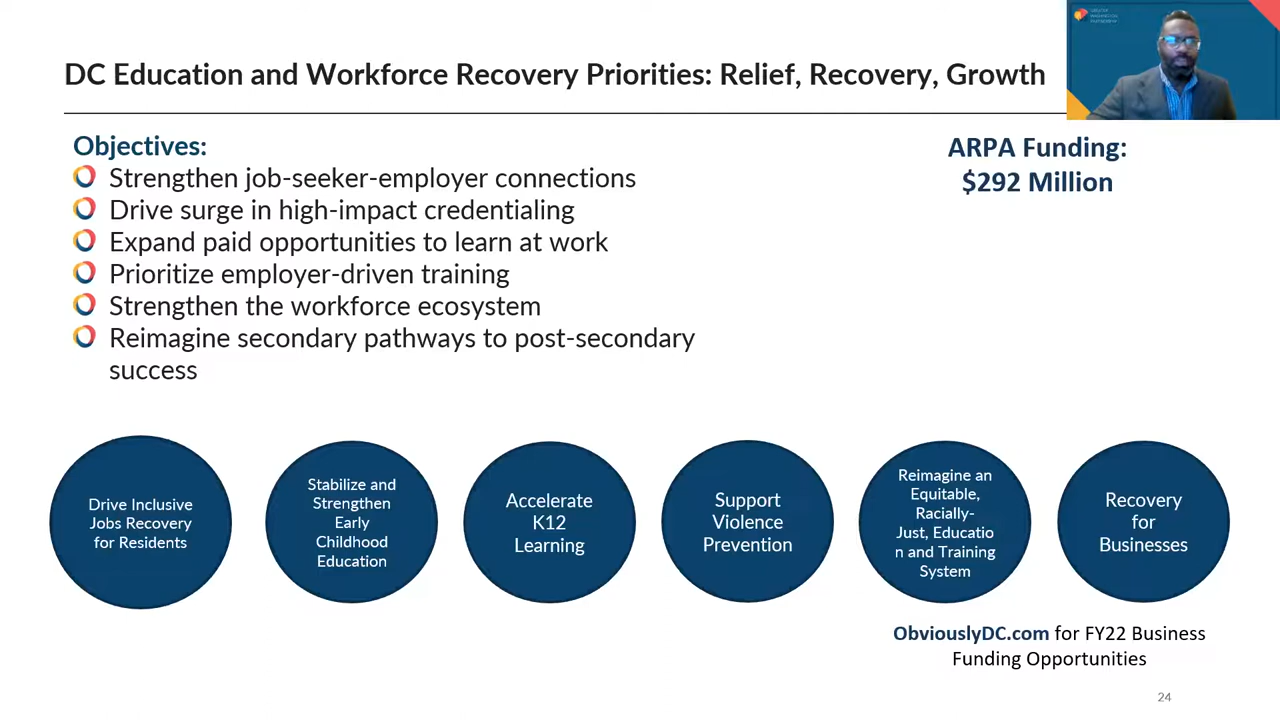 DC Education and Workforce Recovery Priorities: Relief, Recovery, Growth
GREATER
WASHINGTON
PARTNERSHIP
Objectives:
Strengthen job-seeker-employer connections
Drive surge in high-impact credentialing
Expand paid opportunities to learn at work
Prioritize employer-driven training
Strengthen the workforce ecosystem
Reimagine secondary pathways to post-secondary
success
ARPA Funding:
$292 Million
Drive Inclusive
Jobs Recovery
for Residents
Stabilize and
Strengthen
Early
Childhood
Education
Accelerate
K12
Learning
Support
Violence
Prevention
Reimagine an
Equitable,
Racially-
Just, Educatio
n and Training
System
Recovery
for
Businesses
ObviouslyDC.com for FY22 Business
Funding Opportunities
24